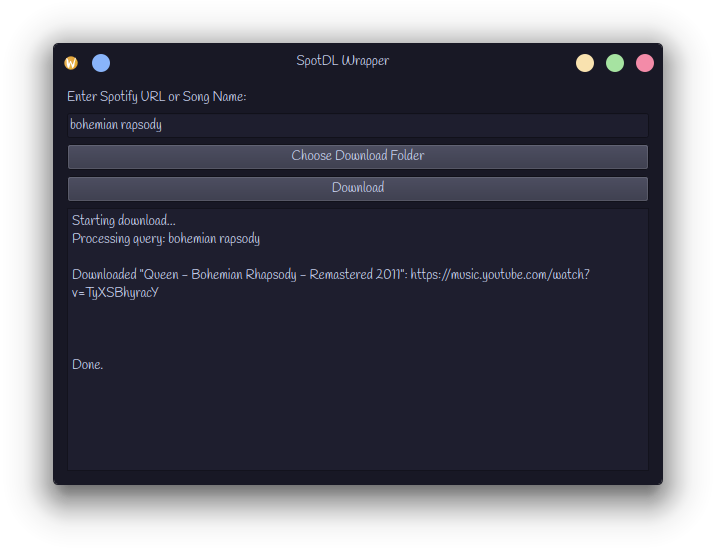 SpotDL Wrapper
Enter Spotify URL or Song Name:
bohemian rapsody
Choose Download Folder
Download
Starting download...
Processing query: bohemian rapsody
Downloaded "Queen - Bohemian Rhapsody - Remastered 2011": https://music.youtube.com/watch?
v=TyXSBhyracY
Done.